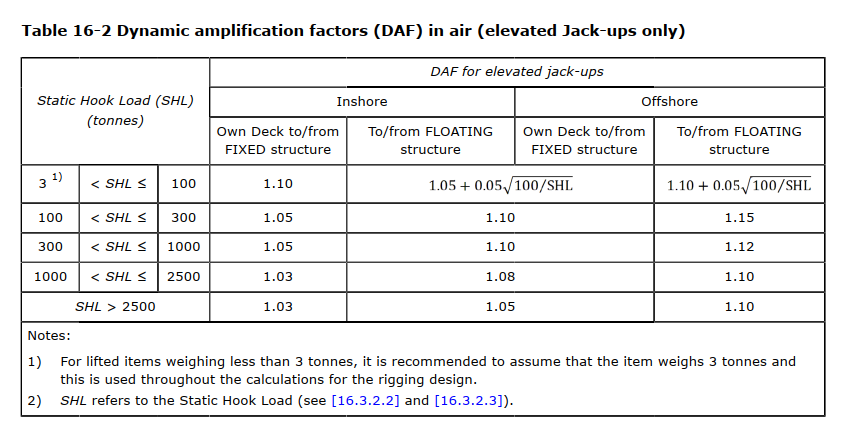 Table 16-2 Dynamic amplification factors (DAF) in air (elevated Jack-ups only)
Static Hook Load (SHL)
(tonnes)
DAF for elevated jack-ups
Inshore
Offshore
Own Deck to/from
FIXED structure
To/from FLOATING
structure
Own Deck to/from
FIXED structure
To/from FLOATING
structure
3 1) < SHL ≤ 100 1.10 1.05 + 0.05√100/SHL 1.10 + 0.05√100/SHL
100 < SHL ≤ 300 1.05 1.10 1.15
300 < SHL ≤ 1000 1.05 1.10 1.12
1000 < SHL ≤ 2500 1.03 1.08 1.10
SHL > 2500 1.03 1.05 1.10
Notes:
1) For lifted items weighing less than 3 tonnes, it is recommended to assume that the item weighs 3 tonnes and
this is used throughout the calculations for the rigging design.
2) SHL refers to the Static Hook Load (see [16.3.2.2] and [16.3.2.3]).